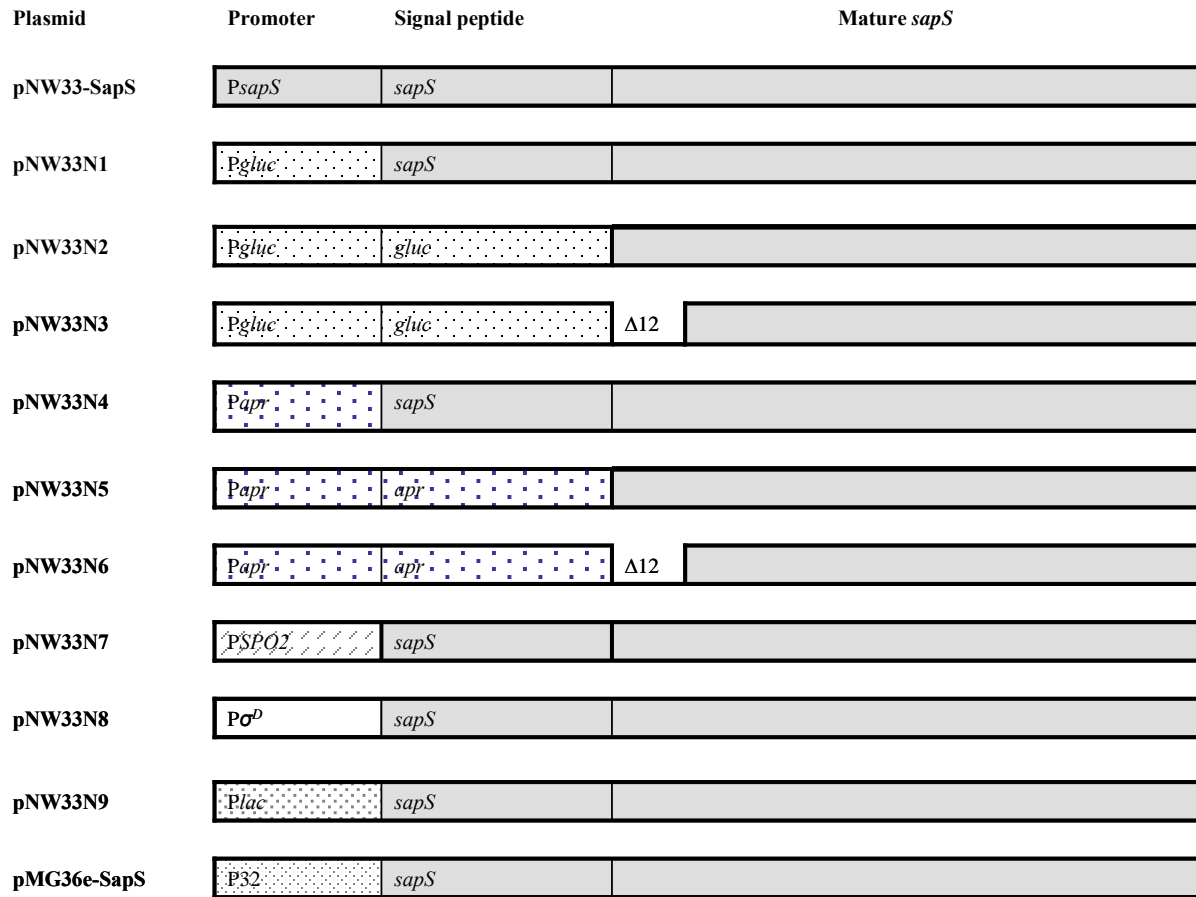 Plasmid Promoter Signal peptide Mature sapS
pNW33-SapS PsapS sapS
pNW33N1 Pgluc sapS
pNW33N2 Pgluc gluc
pNW33N3 Pgluc gluc Δ12
pNW33N4 Papr sapS
pNW33N5 Papr apr
pNW33N6 Papr apr Δ12
pNW33N7 PSPO2 sapS
pNW33N8 Pσᴰ sapS
pNW33N9 Plac sapS
pMG36e-SapS P32 sapS